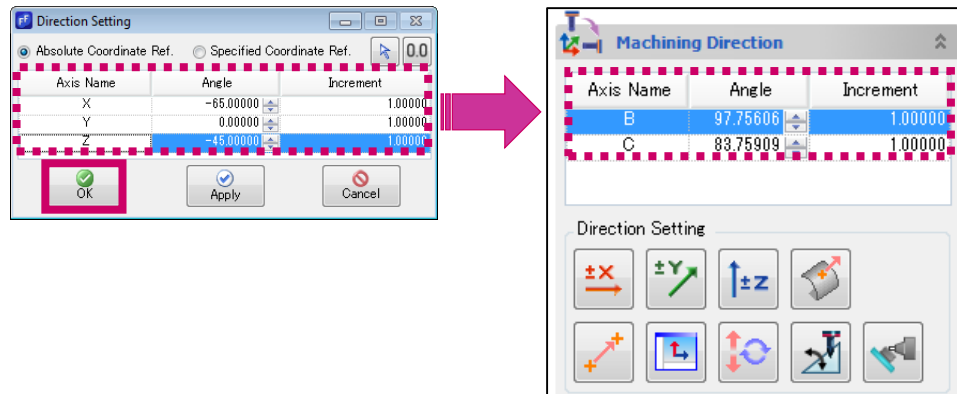 Direction Setting
Absolute Coordinate Ref. Specified Coordinate Ref. 0.0
Axis Name Angle Increment
X -65.00000 1.00000
Y 0.00000 1.00000
Z -45.00000 1.00000
OK Apply Cancel
Machining Direction
Axis Name Angle Increment
B 97.75606 1.00000
C 83.75909 1.00000
Direction Setting
±X ±Y ±Z